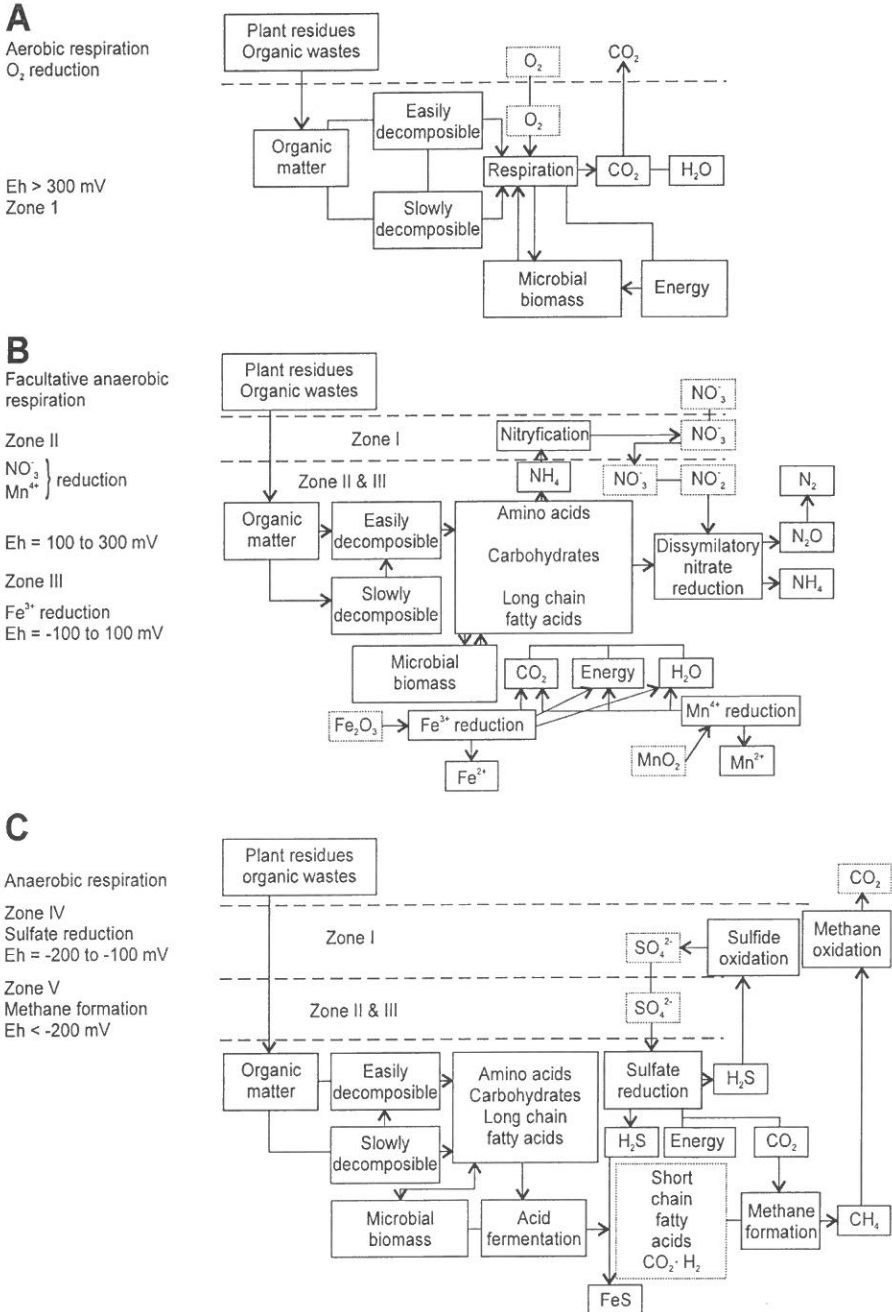 A
Aerobic respiration
O₂ reduction
Eh > 300 mV
Zone 1
Plant residues
Organic wastes
O₂
CO₂
Easily
decomposable
O₂
Organic
matter
Respiration
CO₂
H₂O
Slowly
decomposible
Microbial
biomass
Energy
B
Facultative anaerobic
respiration
Zone II
NO₃⁻
Mn⁴⁺
} reduction
Eh = 100 to 300 mV
Zone III
Fe³⁺ reduction
Eh = -100 to 100 mV
Plant residues
Organic wastes
NO₃⁻
Zone I
Nitryfication
NO₃⁻
Zone II & III
NH₄
NO₃⁻
NO₂⁻
N₂
Organic
matter
Easily
decomposible
Amino acids
Carbohydrates
Long chain
fatty acids
Dissymilatory
nitrate
reduction
N₂O
NH₄
Slowly
decomposible
Microbial
biomass
CO₂
Energy
H₂O
Fe₂O₃
Fe³⁺ reduction
Mn⁴⁺ reduction
Fe²⁺
MnO₂
Mn²⁺
C
Anaerobic respiration
Zone IV
Sulfate reduction
Eh = -200 to -100 mV
Zone V
Methane formation
Eh < -200 mV
Plant residues
organic wastes
CO₂
Zone I
SO₄²⁻
Sulfide
oxidation
Methane
oxidation
Zone II & III
SO₄²⁻
Organic
matter
Easily
decomposible
Amino acids
Carbohydrates
Long chain
fatty acids
Sulfate
reduction
H₂S
Slowly
decomposible
H₂S
Energy
CO₂
Microbial
biomass
Acid
fermentation
Short
chain
fatty
acids
CO₂· H₂
Methane
formation
CH₄
FeS